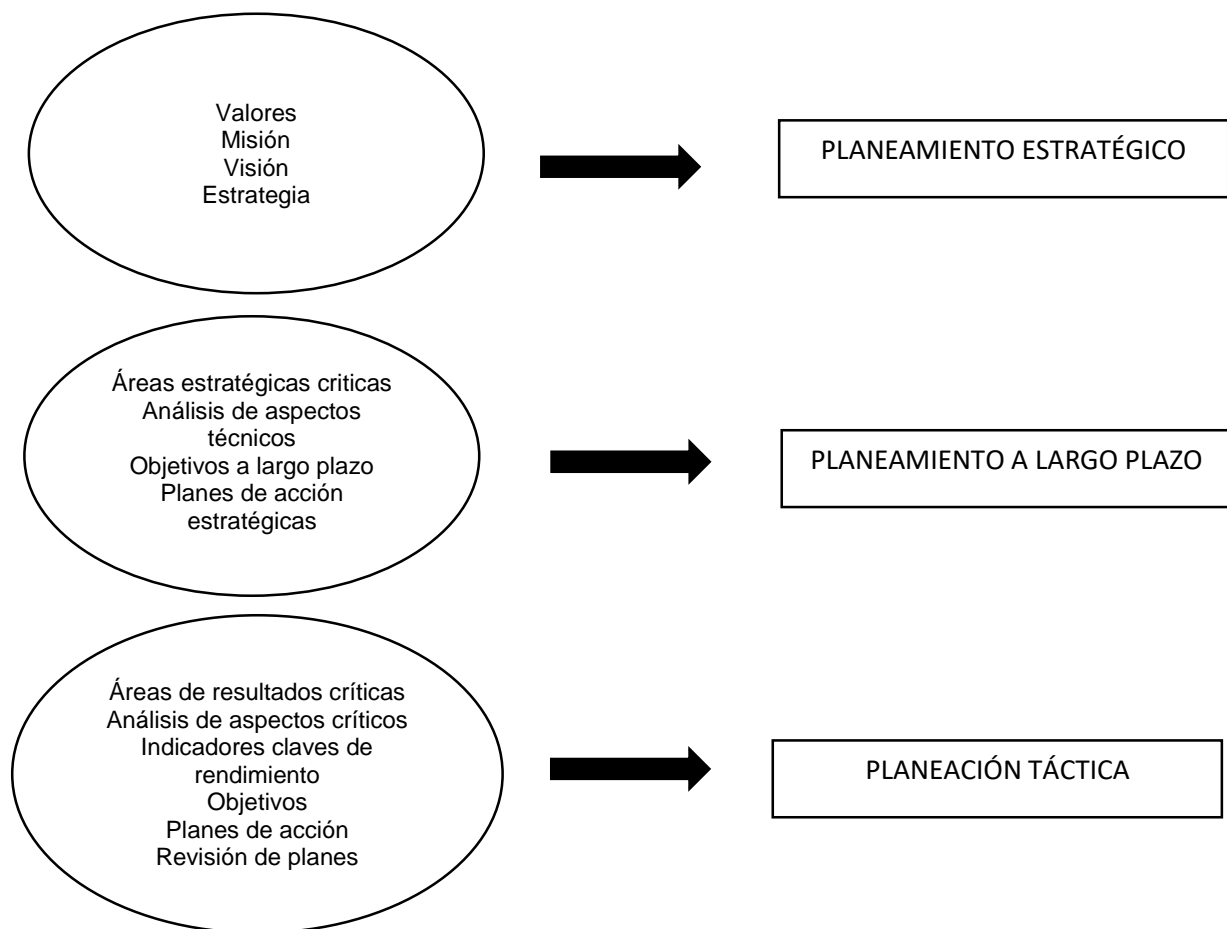 Valores
Misión
Visión
Estrategia
PLANEAMIENTO ESTRATÉGICO
Áreas estratégicas criticas
Análisis de aspectos
técnicos
Objetivos a largo plazo
Planes de acción
estratégicas
PLANEAMIENTO A LARGO PLAZO
Áreas de resultados críticas
Análisis de aspectos críticos
Indicadores claves de
rendimiento
Objetivos
Planes de acción
Revisión de planes
PLANEACIÓN TÁCTICA